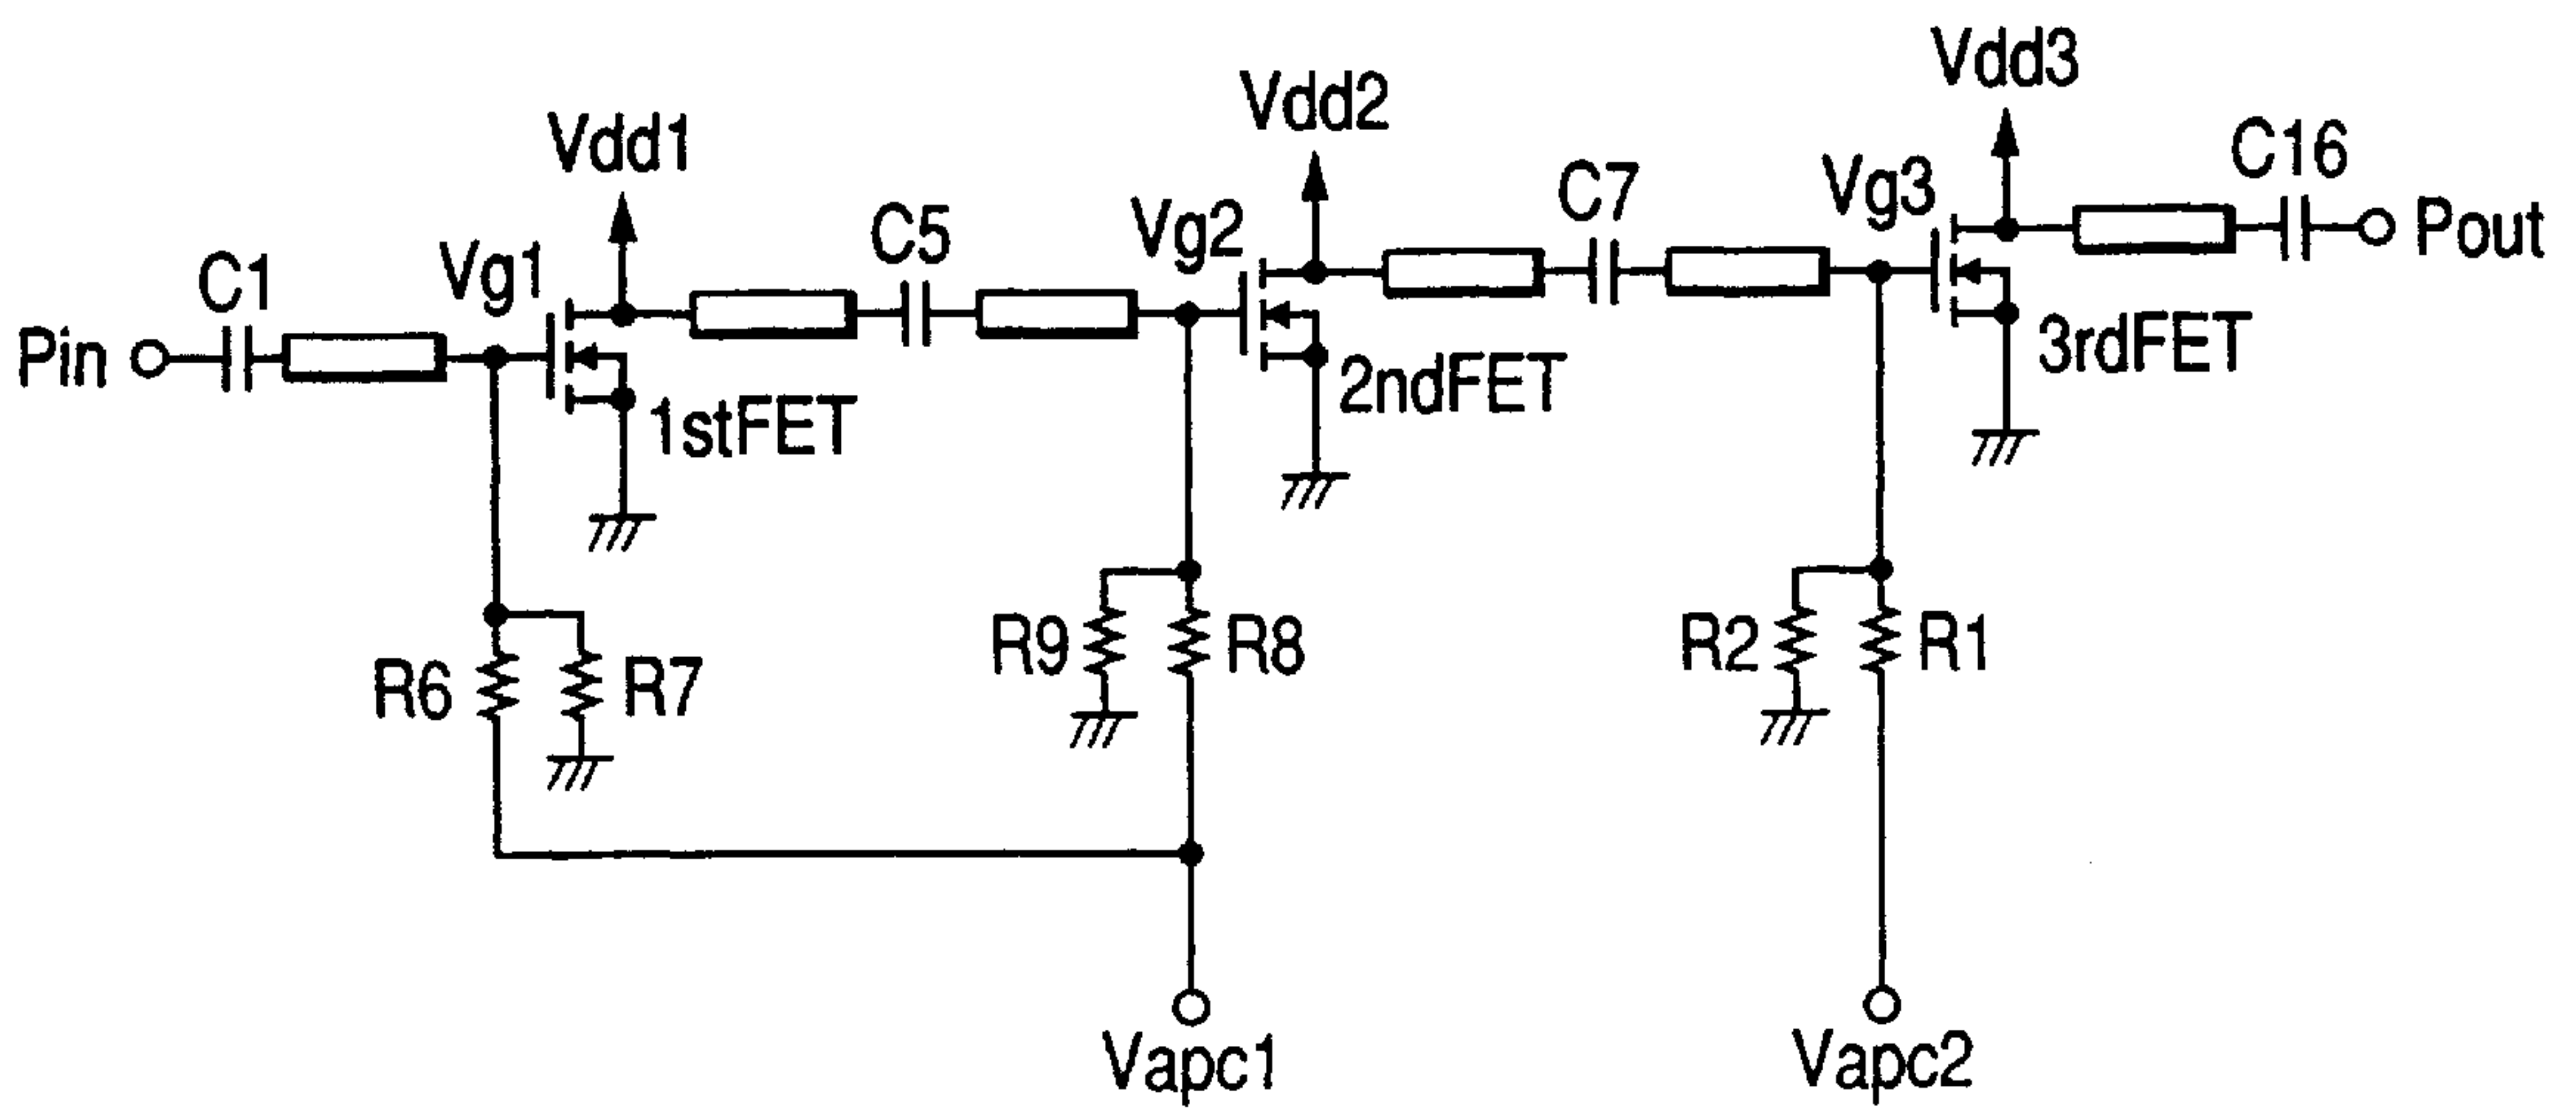 Vdd3
Vdd2
C16
Vdd1
C7
Vg3
Pout
C5
Vg2
C1
Vg1
Pin
3rdFET
2ndFET
1stFET
R9
R8
R2
R1
R6
R7
Vapc1
Vapc2